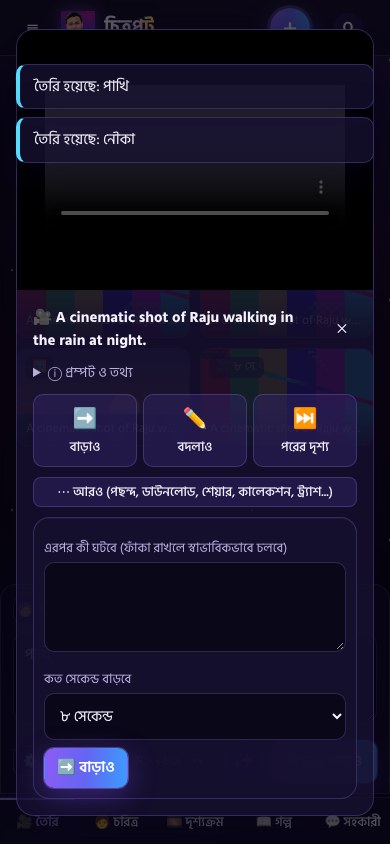 চিত্রপট
তৈরি হয়েছে: পাখি
তৈরি হয়েছে: নৌকা
🎥 A cinematic shot of Raju walking in
the rain at night.
×
▶ ⓘ প্রম্পট ও তথ্য
➡️ বাড়াও
✏️ বদলাও
⏭️ পরের দৃশ্য
⋯ আরও (পছন্দ, ডাউনলোড, শেয়ার, কালেকশন, ট্র্যাশ...)
এরপর কী ঘটবে (ফাঁকা রাখলে স্বাভাবিকভাবে চলবে)
কত সেকেন্ড বাড়বে
৮ সেকেন্ড
➡️ বাড়াও
তৈরি
চরিত্র
দৃশ্যক্রম
গল্প
সহকারী